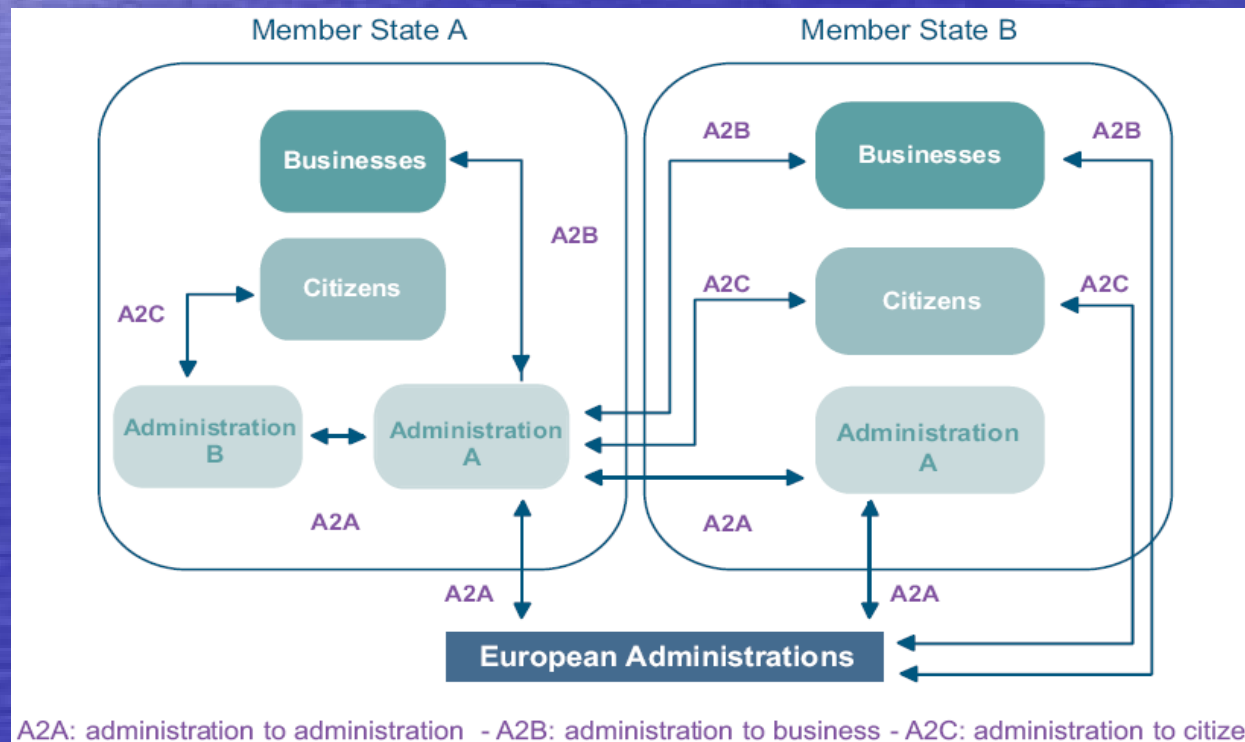 Member State A
Member State B
Businesses
A2B
Citizens
A2C
Administration
B
Administration
A
A2A
A2B
Businesses
A2B
A2C
Citizens
A2C
Administration
A
A2A
A2A
A2A
European Administrations
A2A: administration to administration - A2B: administration to business - A2C: administration to citize